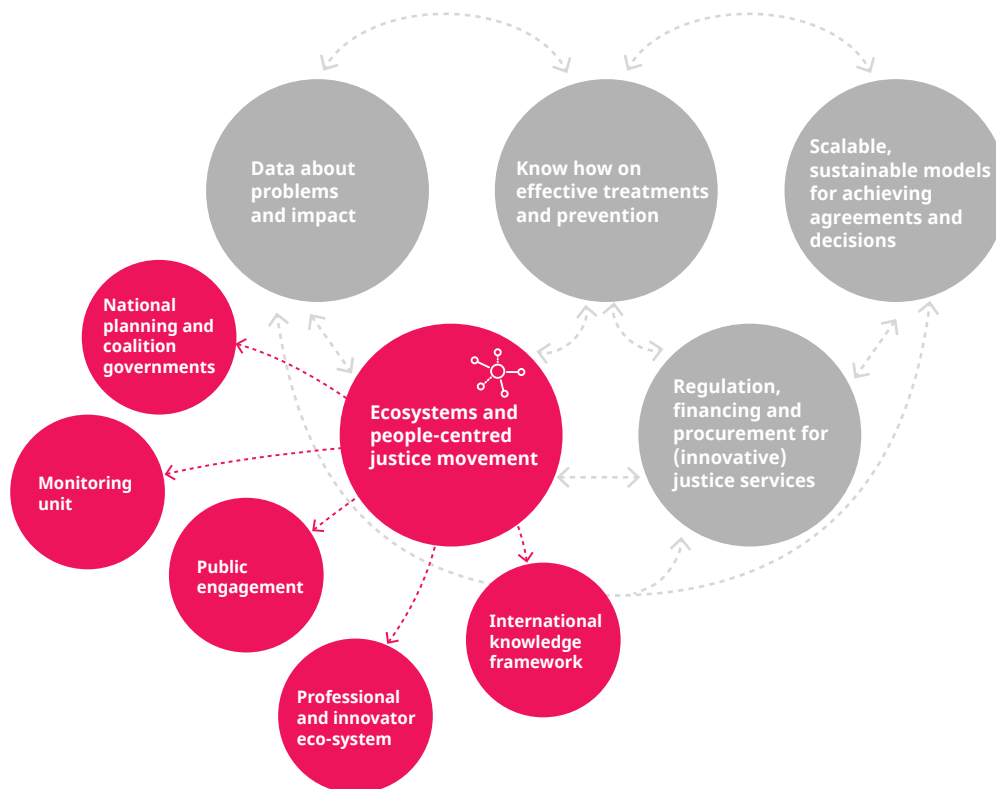 Data about
problems
and impact
Know how on
effective treatments
and prevention
Scalable,
sustainable models
for achieving
agreements and
decisions
National
planning and
coalition
governments
Ecosystems and
people-centred
justice movement
Regulation,
financing and
procurement for
(innovative)
justice services
Monitoring
unit
Public
engagement
International
knowledge
framework
Professional
and innovator
eco-system